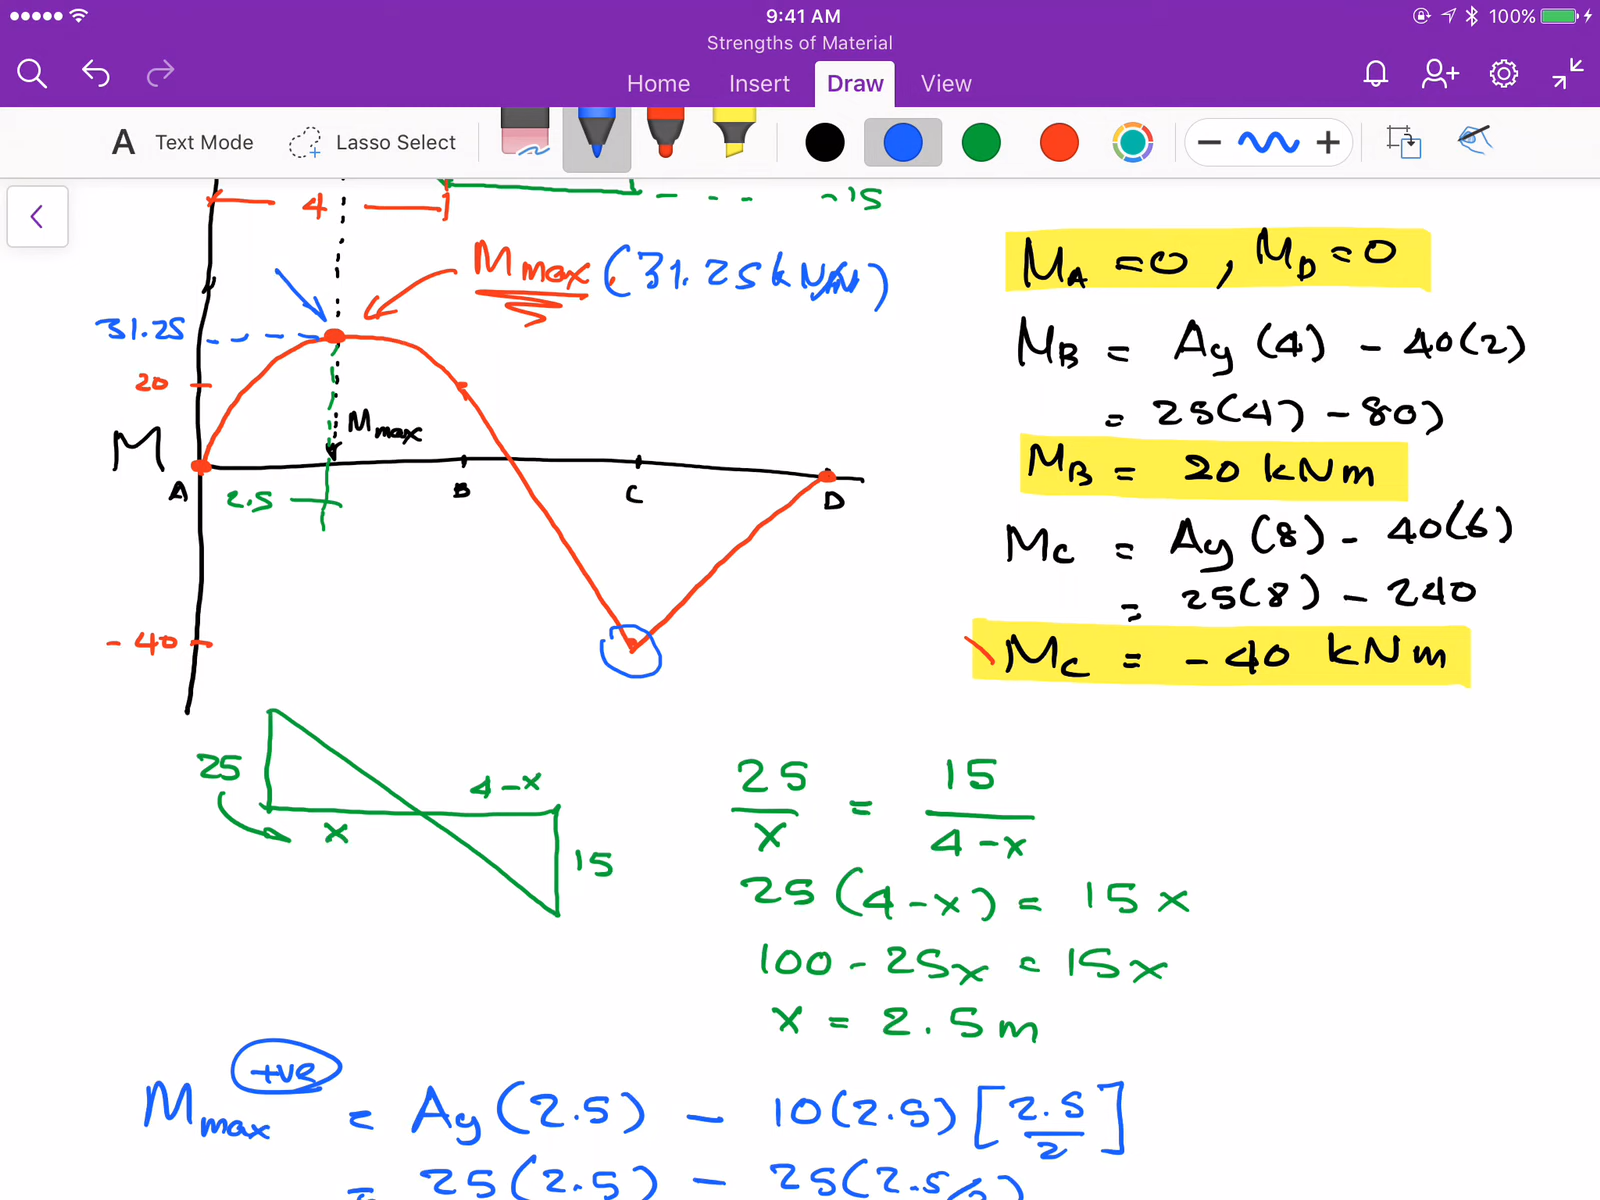 9:41 AM
100%
Strengths of Material
Home Insert Draw View
A Text Mode Lasso Select
4
-15
Mmax (31.25kNm)
31.25
20
Mmax
M
A
2.5
B
C
D
-40
MA =0 , MD=0
MB = Ay (4) - 40(2)
= 25(4) - 80)
MB = 20 kNm
MC = Ay (8) - 40(6)
= 25(8) - 240
MC = -40 kNm
25
4-x
x
15
25/x = 15/4-x
25 (4-x) = 15x
100 - 25x = 15x
x = 2.5m
+ve
Mmax = Ay (2.5) - 10(2.5) [2.5/2]
= 25(2.5) - 25(2.5/2)